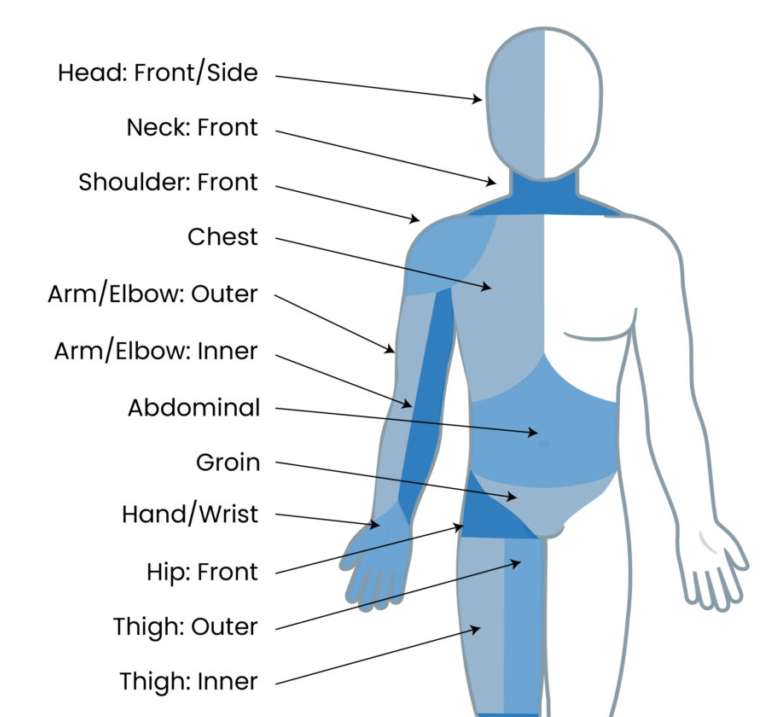 Head: Front/Side
Neck: Front
Shoulder: Front
Chest
Arm/Elbow: Outer
Arm/Elbow: Inner
Abdominal
Groin
Hand/Wrist
Hip: Front
Thigh: Outer
Thigh: Inner